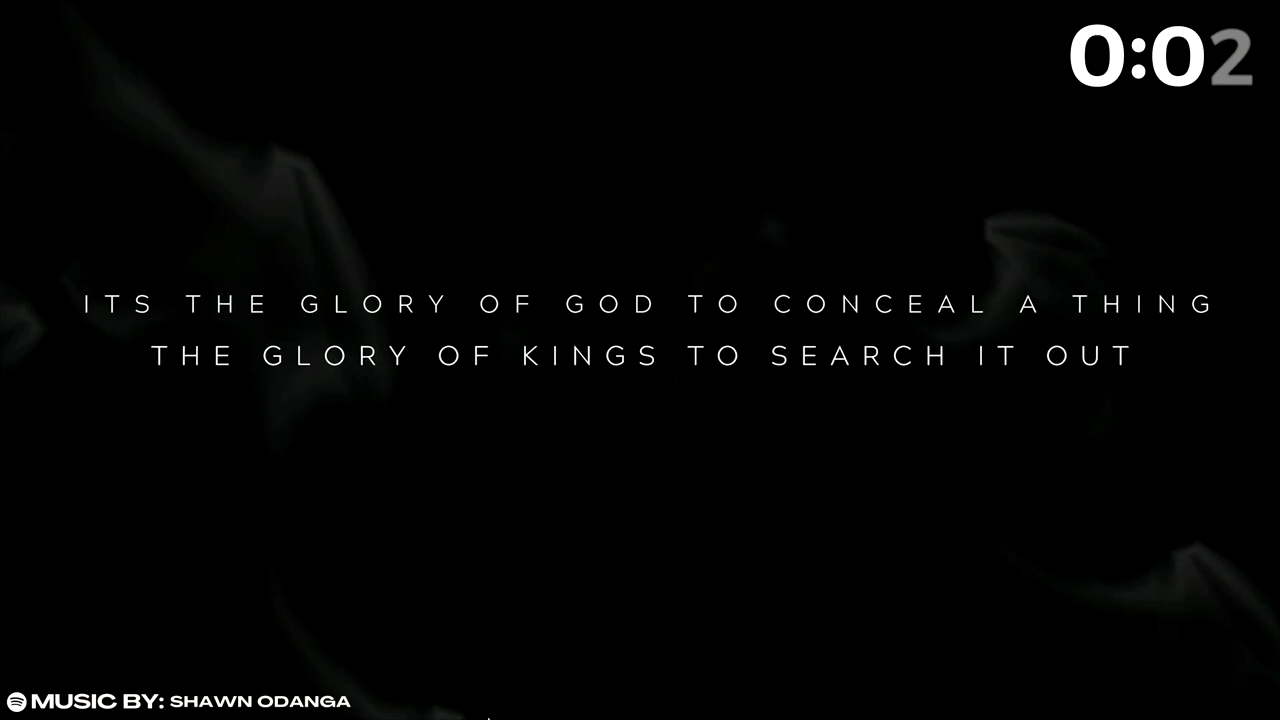 0:02
ITS THE GLORY OF GOD TO CONCEAL A THING
THE GLORY OF KINGS TO SEARCH IT OUT
MUSIC BY: SHAWN ODANGA